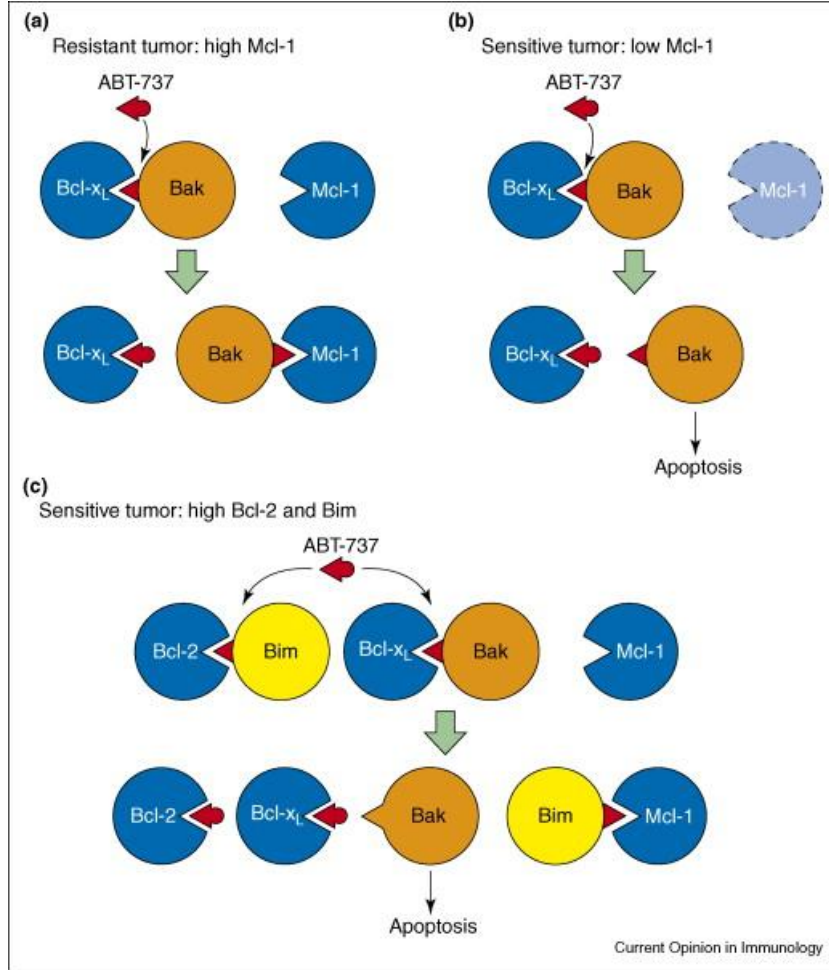 (a)
Resistant tumor: high Mcl-1
ABT-737
Bcl-xL
Bak
Mcl-1
Bcl-xL
Bak
Mcl-1
(b)
Sensitive tumor: low Mcl-1
ABT-737
Bcl-xL
Bak
Mcl-1
Bcl-xL
Bak
Apoptosis
(c)
Sensitive tumor: high Bcl-2 and Bim
ABT-737
Bcl-2
Bim
Bcl-xL
Bak
Mcl-1
Bcl-2
Bcl-xL
Bak
Bim
Mcl-1
Apoptosis
Current Opinion in Immunology